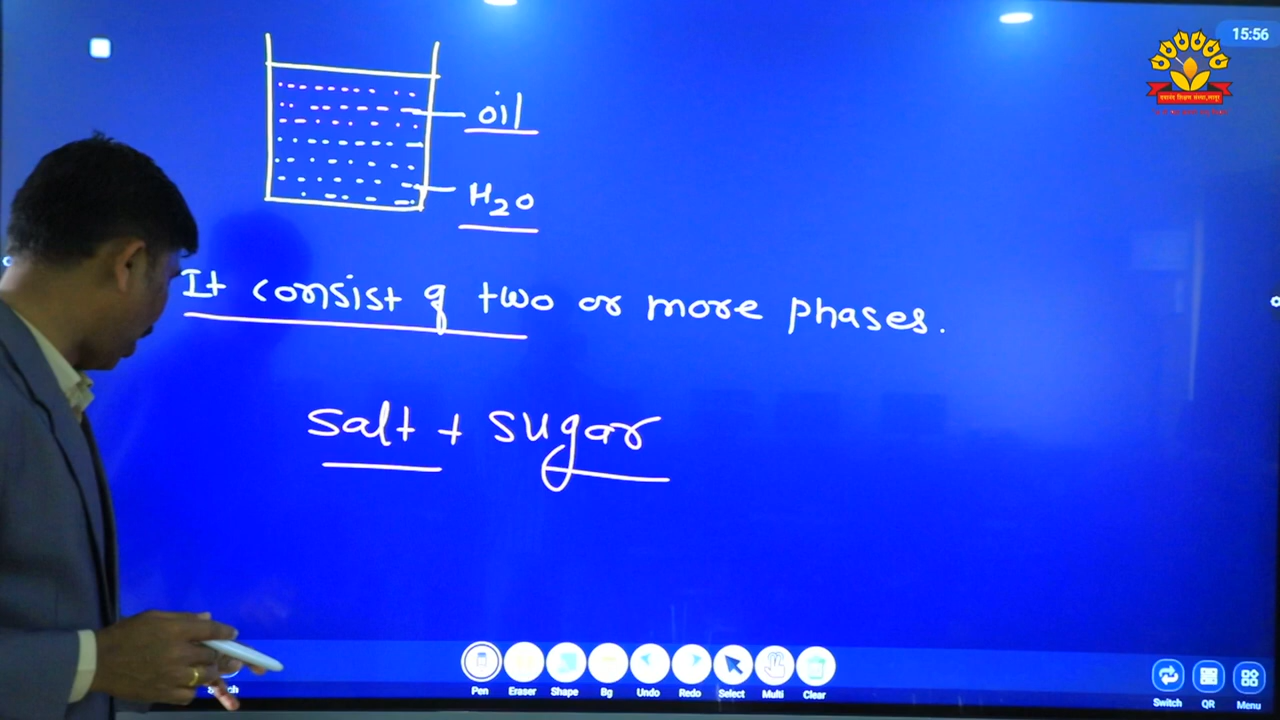 15:56
oil
H2O
It consist of two or more phases.
salt + sugar
Pen Eraser Shape Bg Undo Redo Select Multi Clear
Switch QR Menu